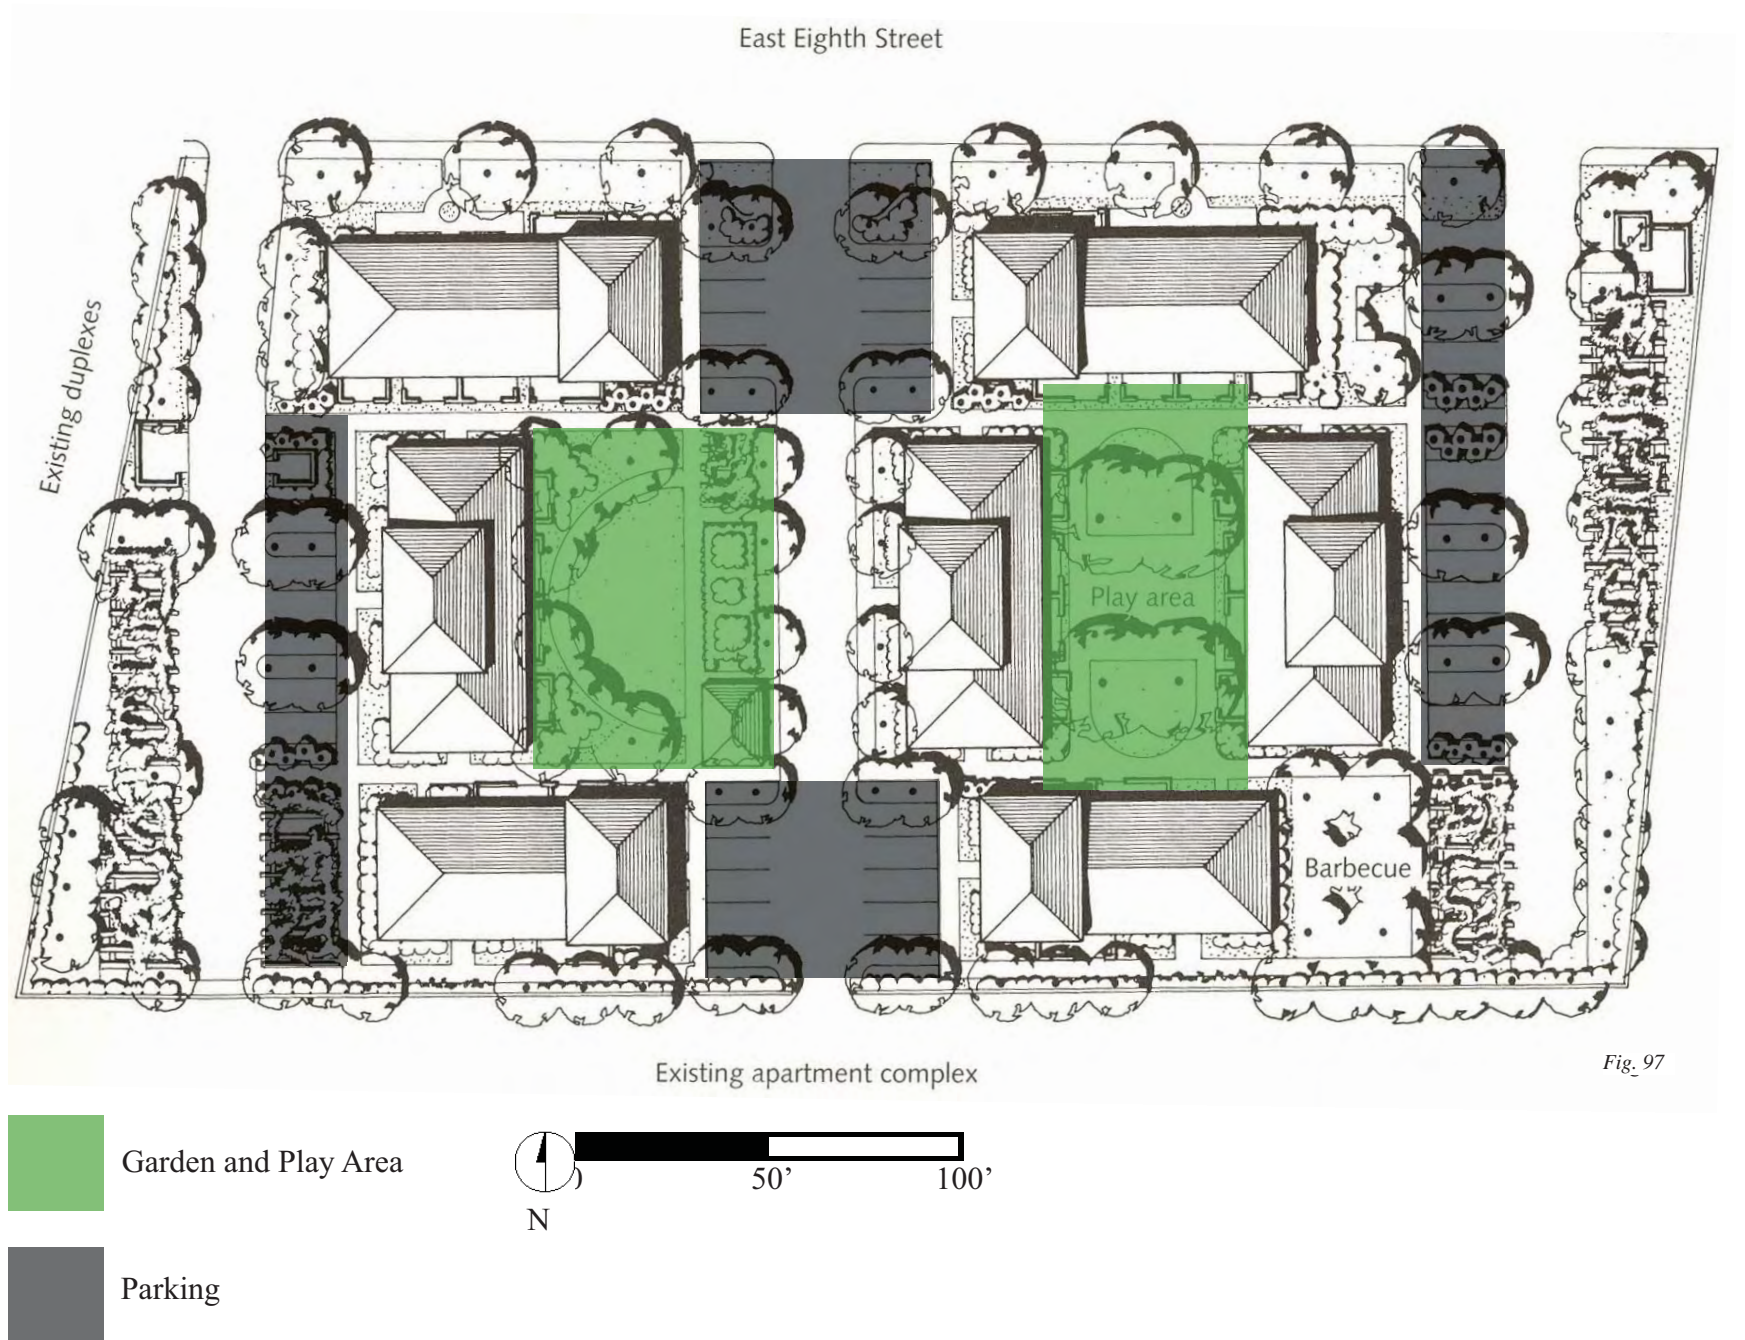 East Eighth Street
Existing duplexes
Play area
Barbecue
Existing apartment complex
Fig. 97
Garden and Play Area
0 50’ 100’
N
Parking